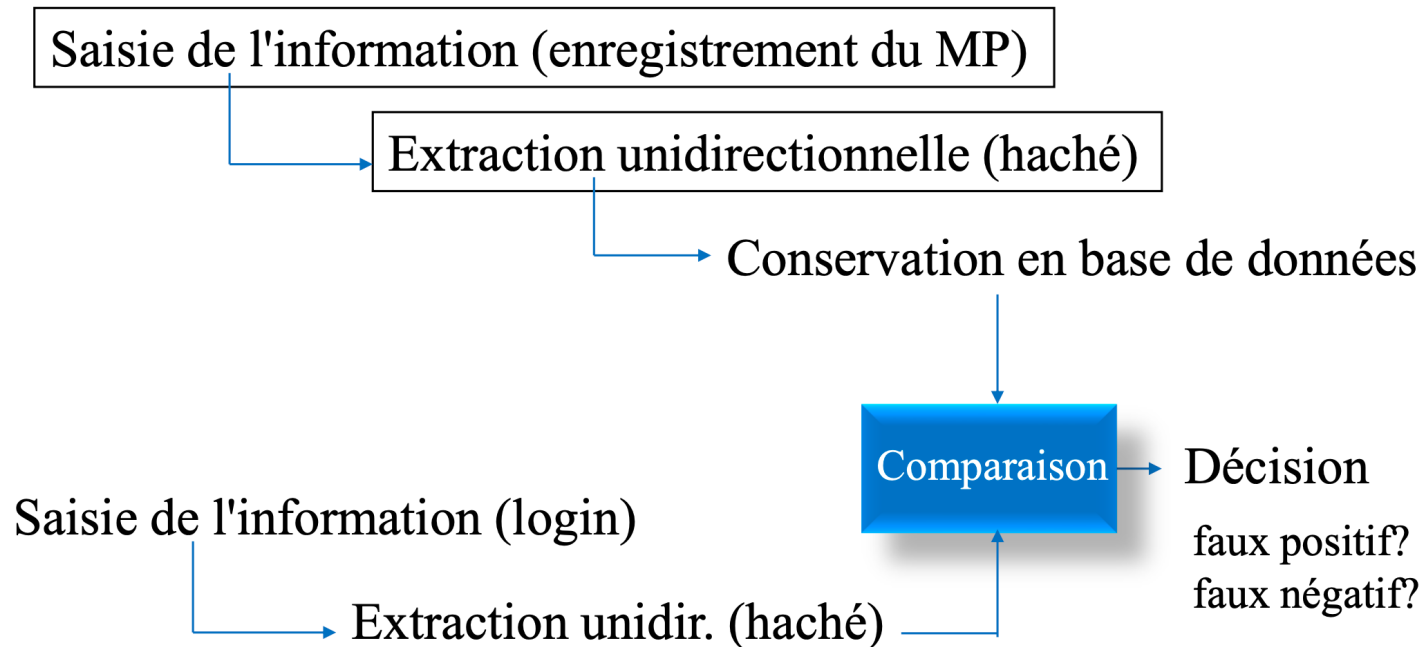 Saisie de l'information (enregistrement du MP)
Extraction unidirectionnelle (haché)
Conservation en base de données
Comparaison
Décision
Saisie de l'information (login)
faux positif?
faux négatif?
Extraction unidir. (haché)